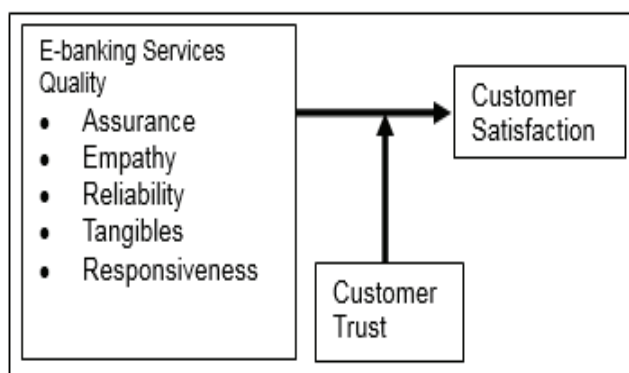 E-banking Services
Quality
• Assurance
• Empathy
• Reliability
• Tangibles
• Responsiveness
Customer
Satisfaction
Customer
Trust